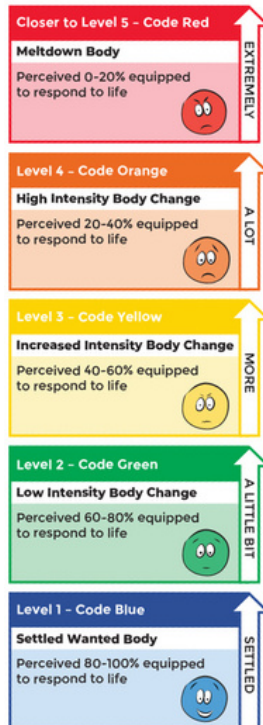 Closer to Level 5 – Code Red
Meltdown Body
Perceived 0-20% equipped
to respond to life
EXTREMELY
Level 4 – Code Orange
High Intensity Body Change
Perceived 20-40% equipped
to respond to life
A LOT
Level 3 – Code Yellow
Increased Intensity Body Change
Perceived 40-60% equipped
to respond to life
MORE
Level 2 – Code Green
Low Intensity Body Change
Perceived 60-80% equipped
to respond to life
A LITTLE BIT
Level 1 – Code Blue
Settled Wanted Body
Perceived 80-100% equipped
to respond to life
SETTLED